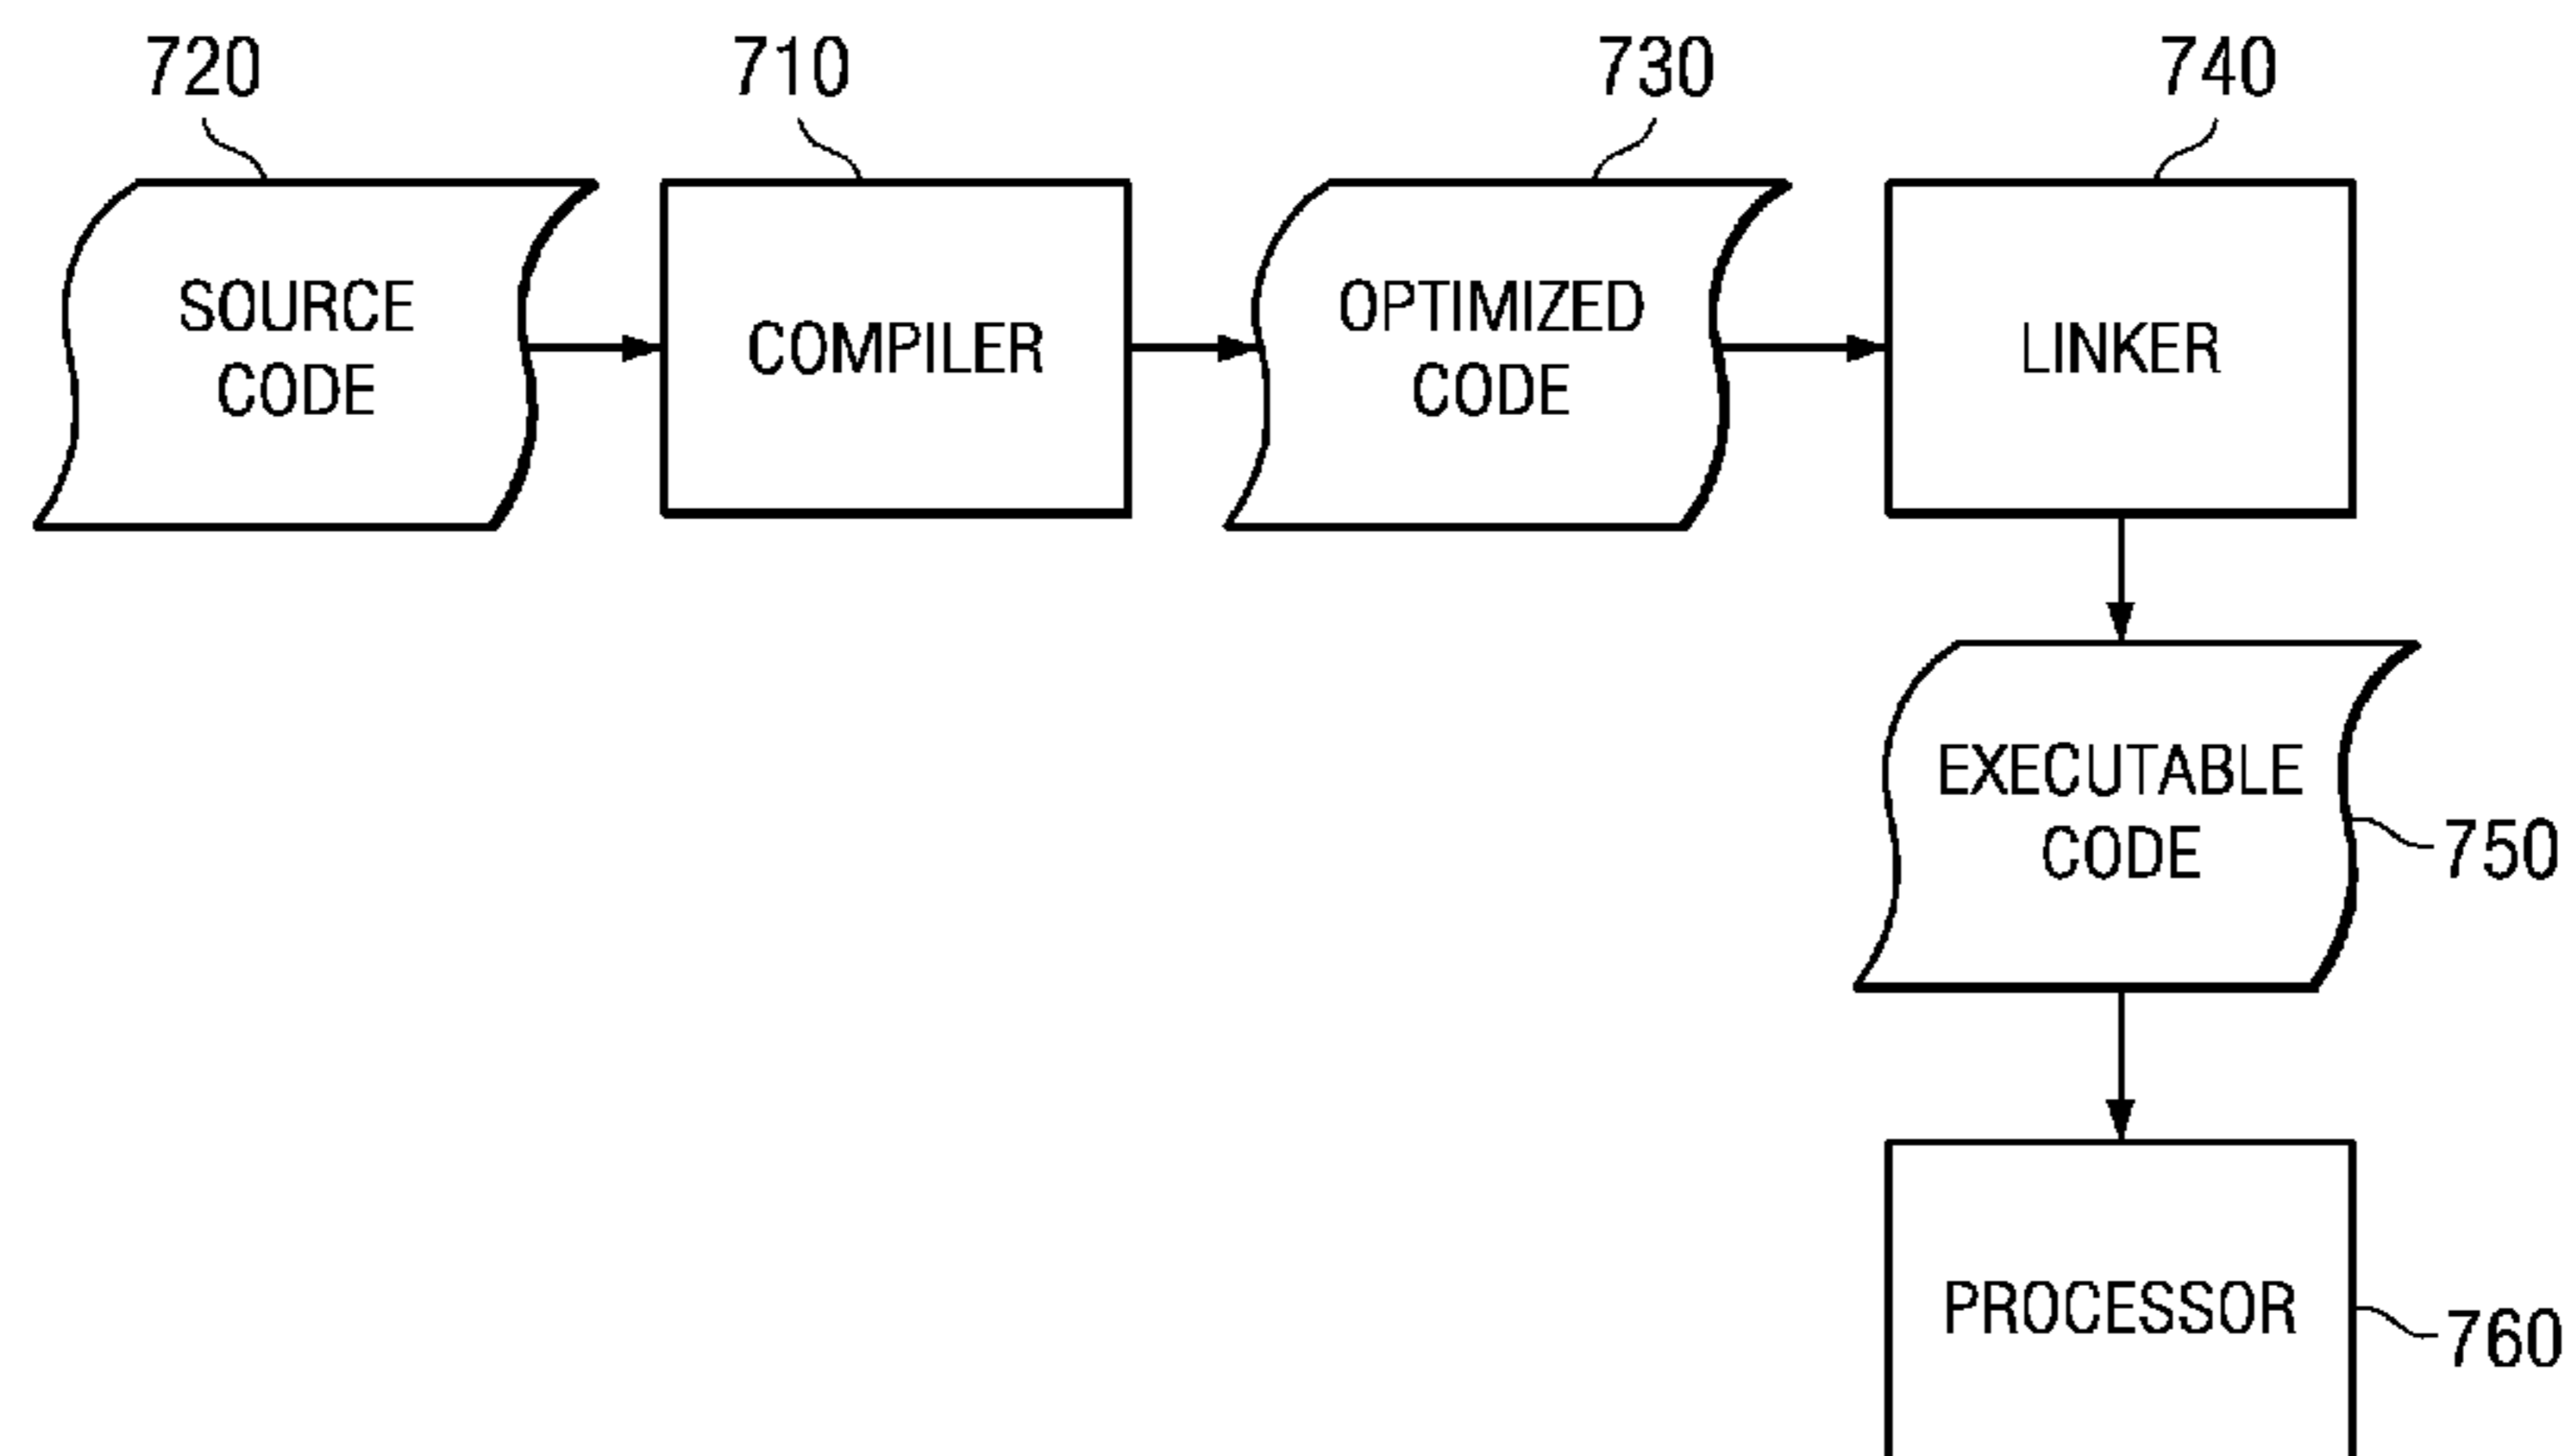 720
710
730
740
SOURCE
CODE
COMPILER
OPTIMIZED
CODE
LINKER
EXECUTABLE
CODE
750
PROCESSOR
760